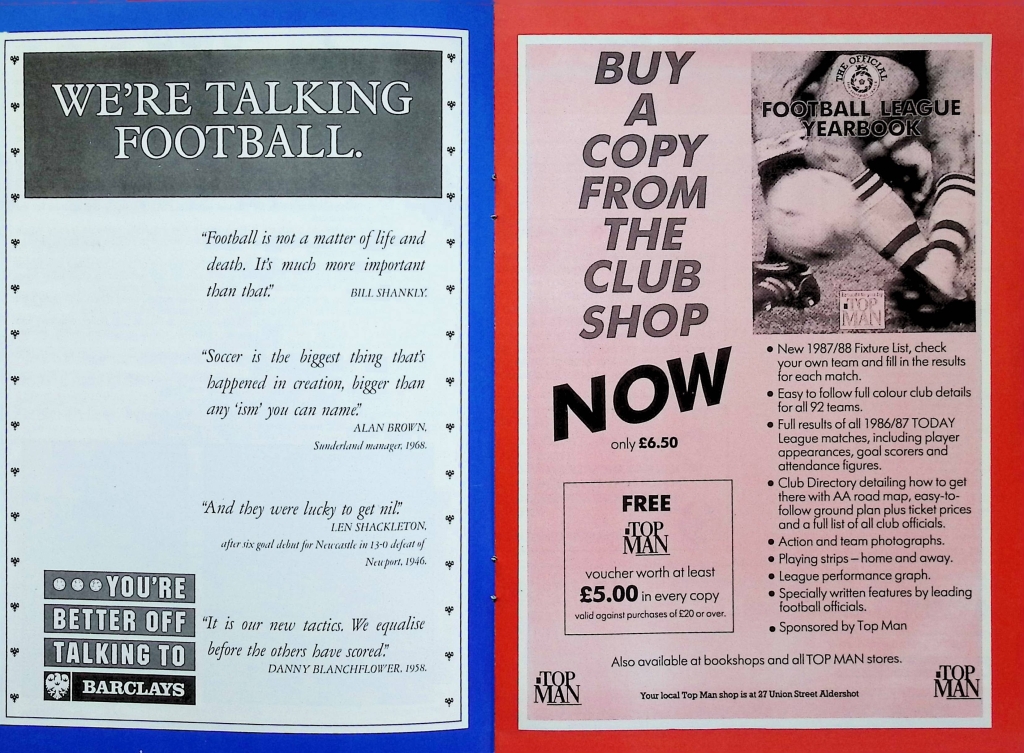 WE'RE TALKING
FOOTBALL.
"Football is not a matter of life and
death. It's much more important
than that."
BILL SHANKLY.
"Soccer is the biggest thing that's
happened in creation, bigger than
any 'ism' you can name."
ALAN BROWN,
Sunderland manager, 1968.
"And they were lucky to get nil."
LEN SHACKLETON,
after six goal debut for Newcastle in 13-0 defeat of
Newport, 1946.
"It is our new tactics. We equalise
before the others have scored."
DANNY BLANCHFLOWER, 1958.
YOU'RE
BETTER OFF
TALKING TO
BARCLAYS
BUY
A
COPY
FROM
THE
CLUB
SHOP
NOW
only £6.50
FREE
TOP
MAN
voucher worth at least
£5.00 in every copy
valid against purchases of £20 or over.
THE OFFICIAL
FOOTBALL LEAGUE
YEARBOOK
TOP
MAN
• New 1987/88 Fixture List, check
your own team and fill in the results
for each match.
• Easy to follow full colour club details
for all 92 teams.
• Full results of all 1986/87 TODAY
League matches, including player
appearances, goal scorers and
attendance figures.
• Club Directory detailing how to get
there with AA road map, easy-to-
follow ground plan plus ticket prices
and a full list of all club officials.
• Action and team photographs.
• Playing strips – home and away.
• League performance graph.
• Specially written features by leading
football officials.
• Sponsored by Top Man
Also available at bookshops and all TOP MAN stores.
TOP
MAN
Your local Top Man shop is at 27 Union Street Aldershot
TOP
MAN